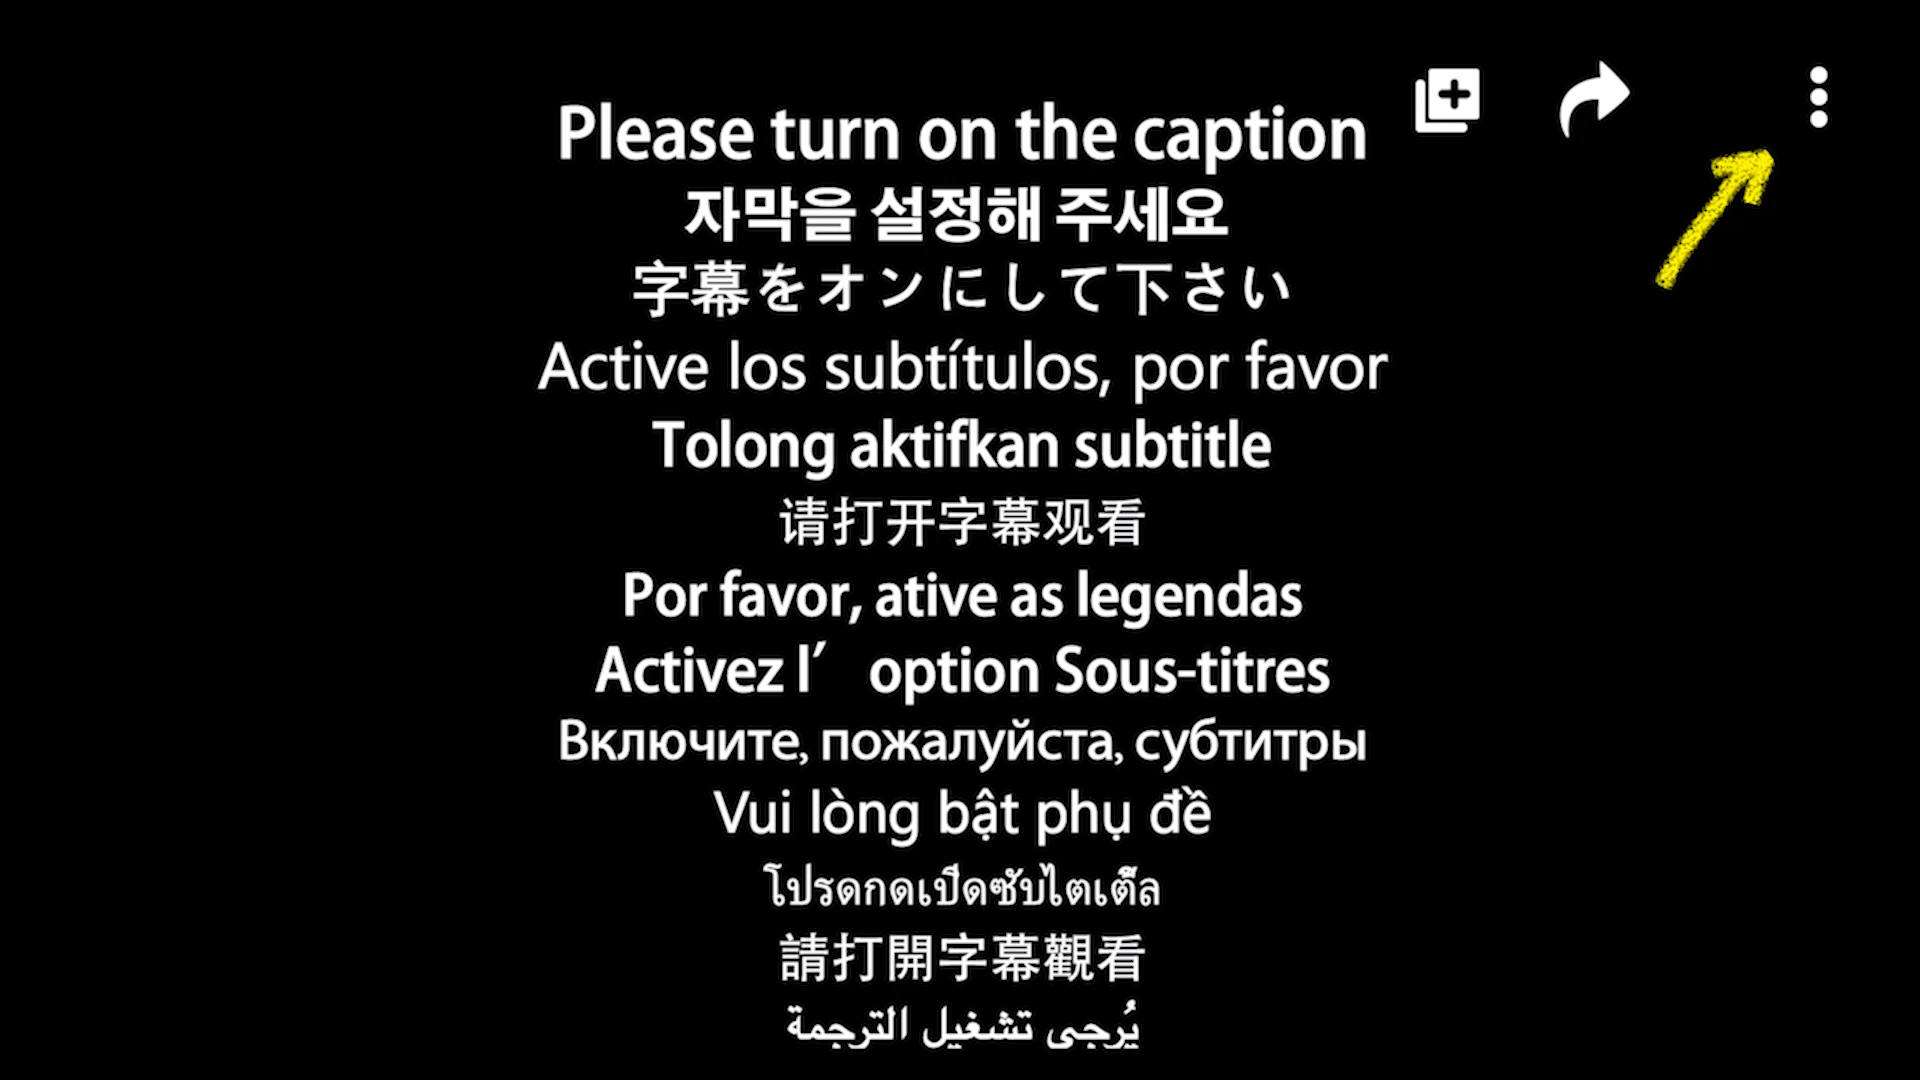 Please turn on the caption
자막을 설정해 주세요
字幕をオンにして下さい
Active los subtítulos, por favor
Tolong aktifkan subtitle
请打开字幕观看
Por favor, ative as legendas
Activez l’ option Sous-titres
Включите, пожалуйста, субтитры
Vui lòng bật phụ đề
โปรดกดเปิดซับไตเติ้ล
請打開字幕觀看
يُرجى تشغيل الترجمة